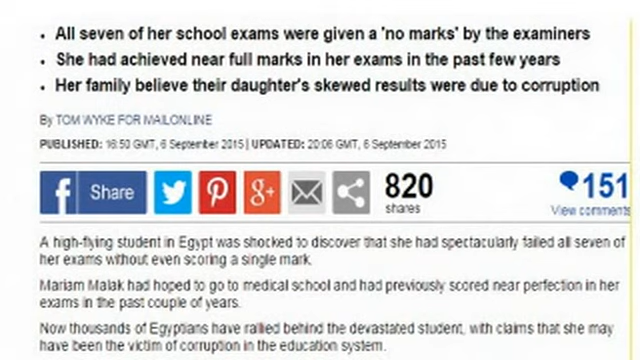 • All seven of her school exams were given a 'no marks' by the examiners
• She had achieved near full marks in her exams in the past few years
• Her family believe their daughter's skewed results were due to corruption
By TOM WYKE FOR MAILONLINE
PUBLISHED: 16:50 GMT, 6 September 2015 | UPDATED: 20:06 GMT, 6 September 2015
f Share g+ 820 shares 151 View comments
A high-flying student in Egypt was shocked to discover that she had spectacularly failed all seven of
her exams without even scoring a single mark.
Mariam Malak had hoped to go to medical school and had previously scored near perfection in her
exams in the past couple of years.
Now thousands of Egyptians have rallied behind the devastated student, with claims that she may
have been the victim of corruption in the education system.